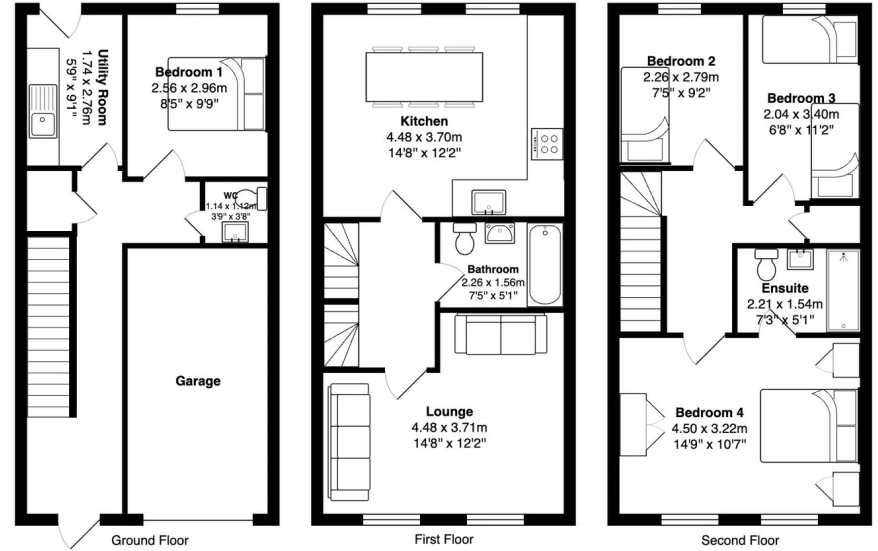 Utility Room
1.74 x 2.76m
5'9" x 9'1"
Bedroom 1
2.56 x 2.96m
8'5" x 9'9"
WC
1.14 x 1.12m
3'9" x 3'8"
Garage
Ground Floor
Kitchen
4.48 x 3.70m
14'8" x 12'2"
Bathroom
2.26 x 1.56m
7'5" x 5'1"
Lounge
4.48 x 3.71m
14'8" x 12'2"
First Floor
Bedroom 2
2.26 x 2.79m
7'5" x 9'2"
Bedroom 3
2.04 x 3.40m
6'8" x 11'2"
Ensuite
2.21 x 1.54m
7'3" x 5'1"
Bedroom 4
4.50 x 3.22m
14'9" x 10'7"
Second Floor